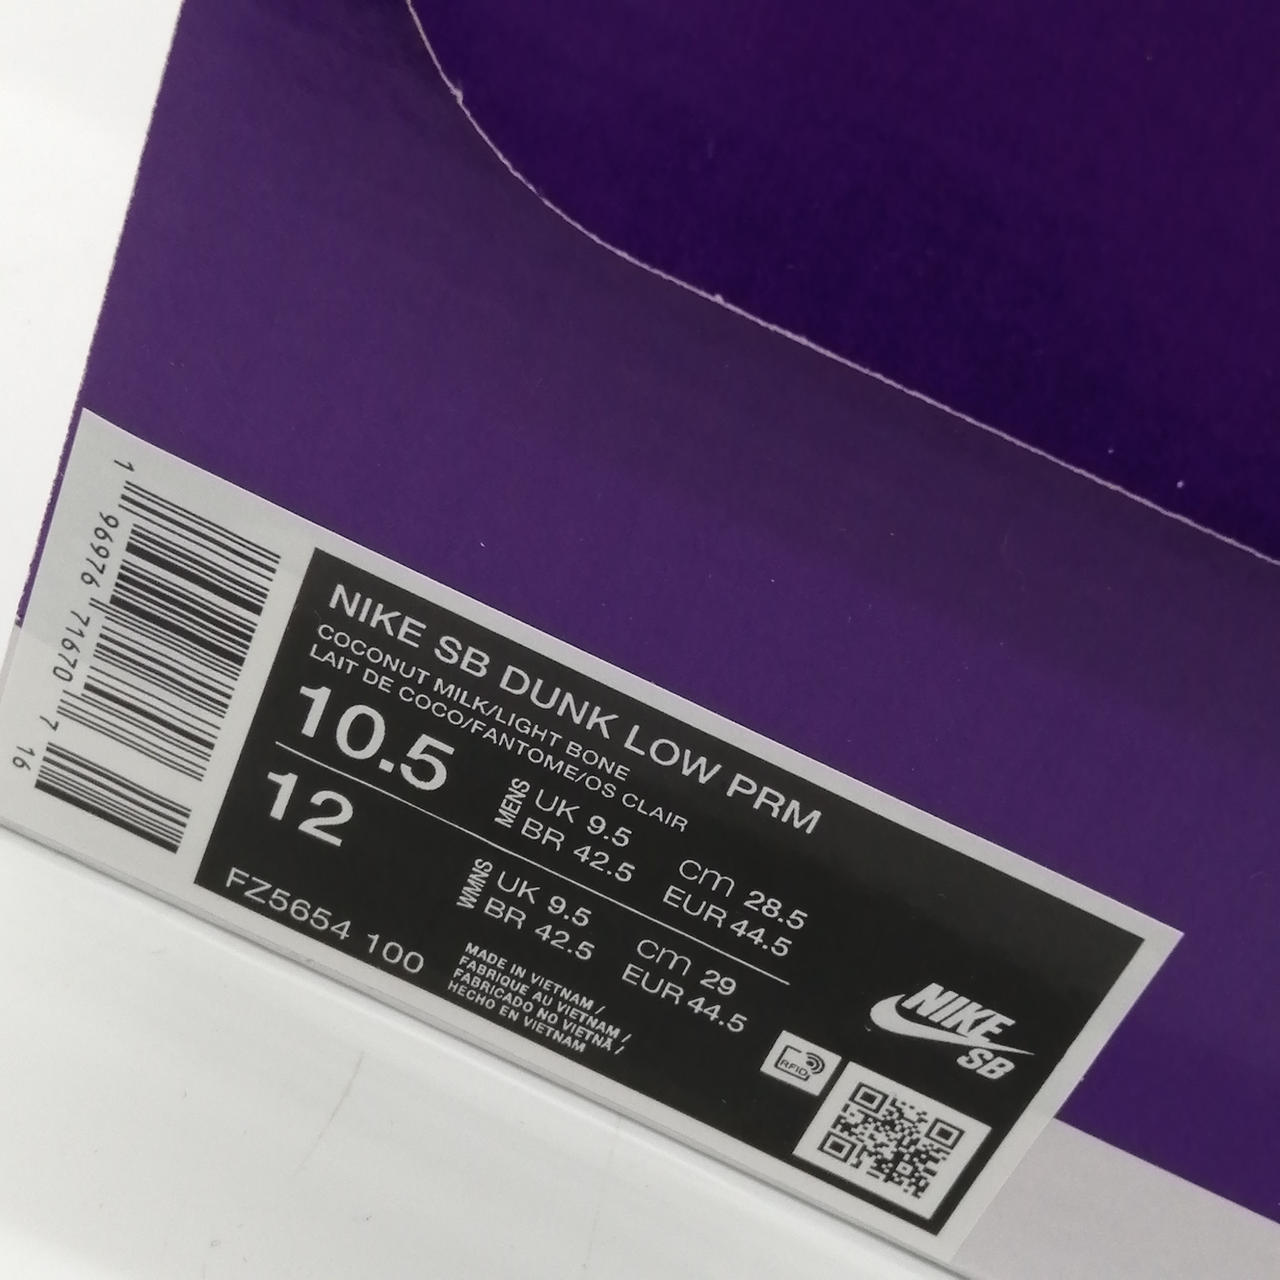 1 96976 71670 7 16
NIKE SB DUNK LOW PRM
COCONUT MILK/LIGHT BONE
LAIT DE COCO/FANTOME/OS CLAIR
10.5
MENS
UK 9.5 CM 28.5
BR 42.5 EUR 44.5
12
WMNS
UK 9.5 CM 29
BR 42.5 EUR 44.5
FZ5654 100
MADE IN VIETNAM /
FABRIQUE AU VIETNAM /
FABRICADO NO VIETNÃ /
HECHO EN VIETNAM
RFID
NIKE
SB